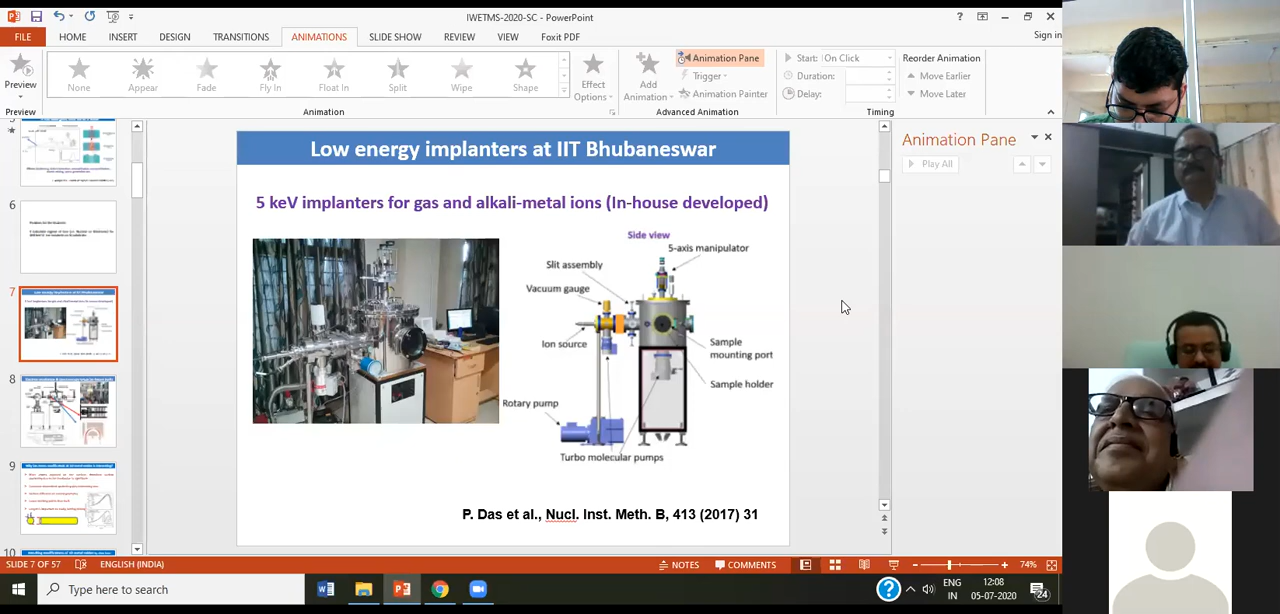 IWETMS-2020-SC - PowerPoint
FILE HOME INSERT DESIGN TRANSITIONS ANIMATIONS SLIDE SHOW REVIEW VIEW Foxit PDF Sign in
Preview None Appear Fade Fly In Float In Split Wipe Shape
Effect Options
Add Animation
Animation Pane
Trigger
Animation Painter
Start: On Click
Duration:
Delay:
Reorder Animation
Move Earlier
Move Later
Preview Animation Advanced Animation Timing
6
7
8
9
10
Low energy implanters at IIT Bhubaneswar
5 keV implanters for gas and alkali-metal ions (In-house developed)
Side view
5-axis manipulator
Slit assembly
Vacuum gauge
Ion source
Sample
mounting port
Sample holder
Rotary pump
Turbo molecular pumps
P. Das et al., Nucl. Inst. Meth. B, 413 (2017) 31
Animation Pane
Play All
SLIDE 7 OF 57 ENGLISH (INDIA) NOTES COMMENTS 74%
Type here to search
ENG
IN
12:08
05-07-2020
24